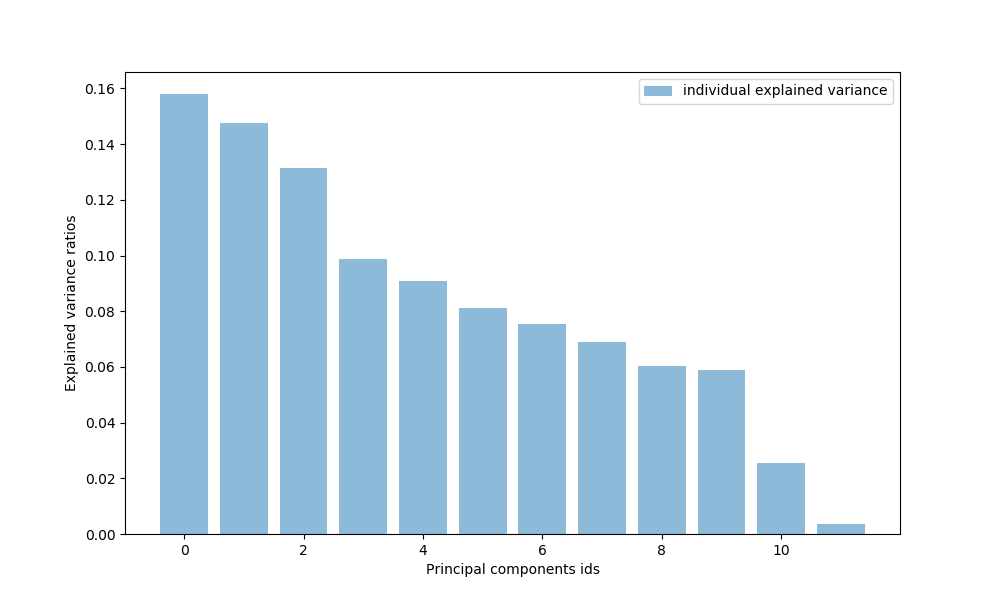 individual explained variance
0.16
0.14
0.12
0.10
0.08
0.06
0.04
0.02
0.00
Explained variance ratios
0 2 4 6 8 10
Principal components ids